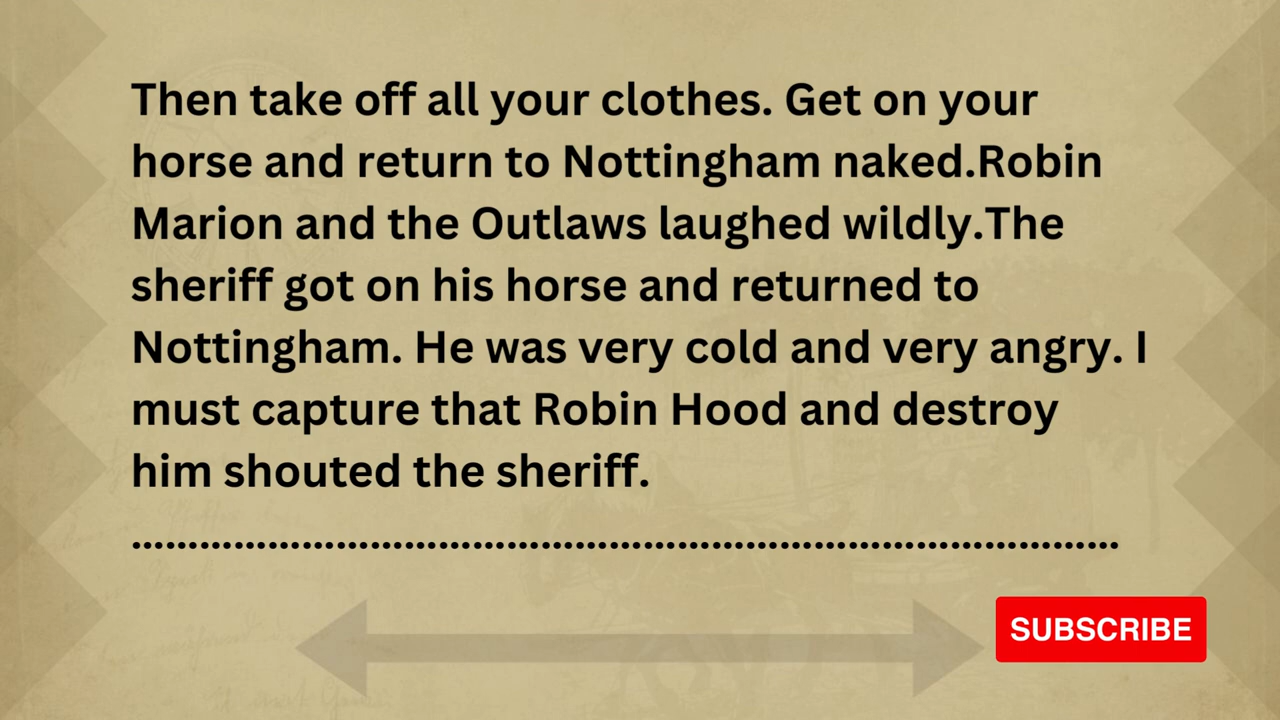 Then take off all your clothes. Get on your
horse and return to Nottingham naked.Robin
Marion and the Outlaws laughed wildly.The
sheriff got on his horse and returned to
Nottingham. He was very cold and very angry. I
must capture that Robin Hood and destroy
him shouted the sheriff.
........................................................................................
SUBSCRIBE